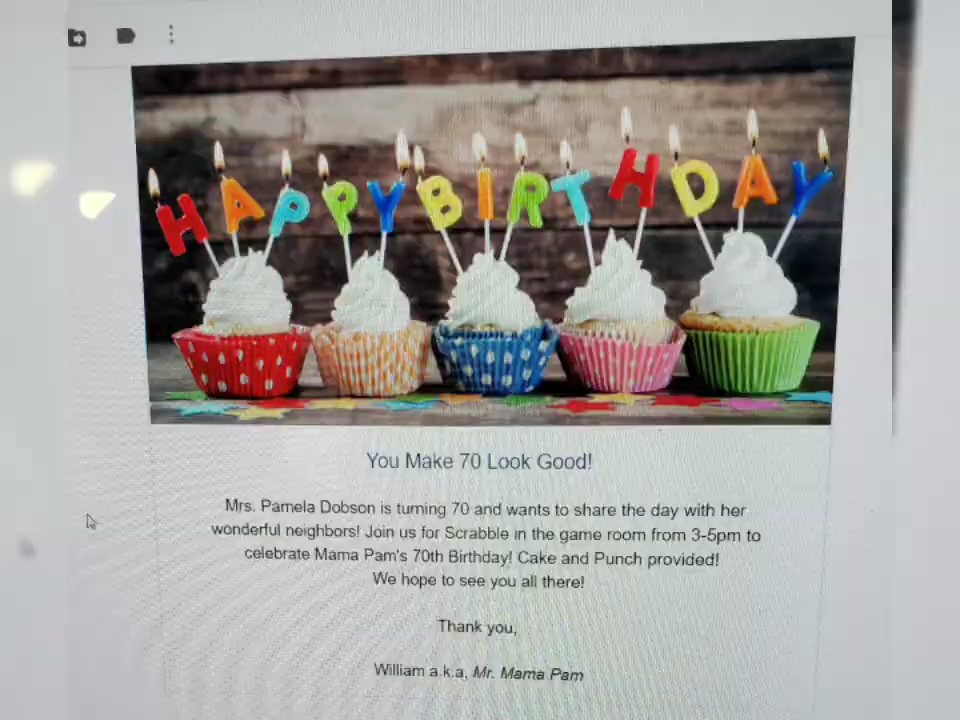 HAPPY BIRTHDAY
You Make 70 Look Good!
Mrs. Pamela Dobson is turning 70 and wants to share the day with her
wonderful neighbors! Join us for Scrabble in the game room from 3-5pm to
celebrate Mama Pam's 70th Birthday! Cake and Punch provided!
We hope to see you all there!
Thank you,
William a.k.a, Mr. Mama Pam